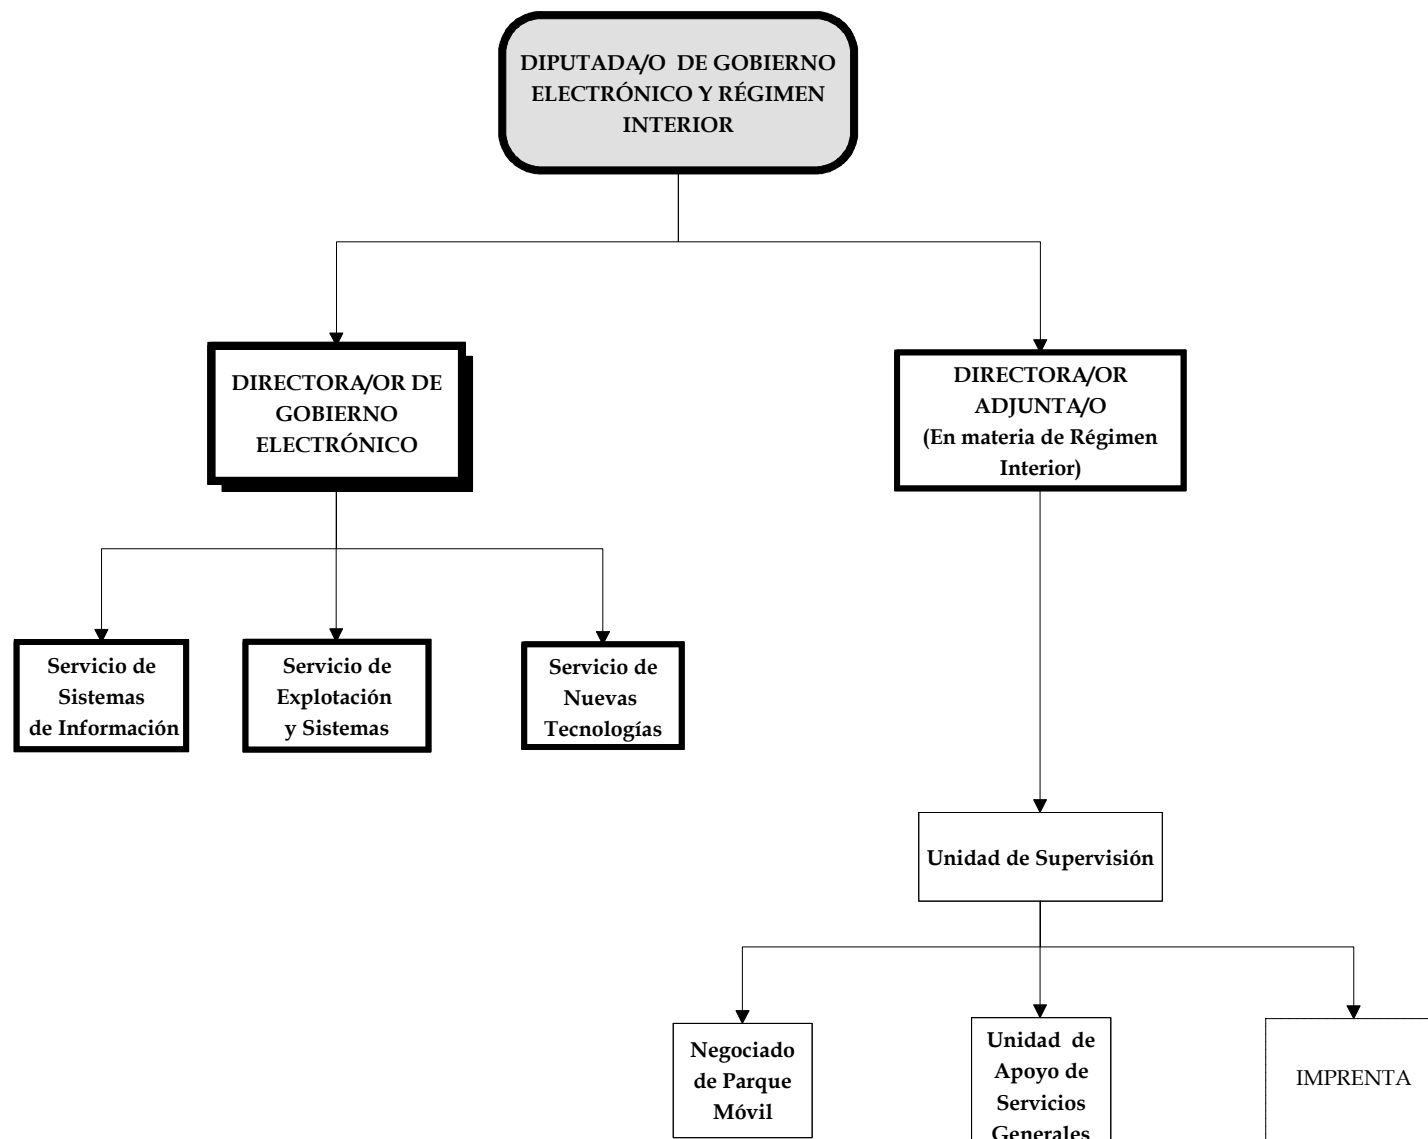 DIPUTADA/O DE GOBIERNO
ELECTRÓNICO Y RÉGIMEN
INTERIOR
DIRECTORA/OR DE
GOBIERNO
ELECTRÓNICO
DIRECTORA/OR
ADJUNTA/O
(En materia de Régimen
Interior)
Servicio de
Sistemas
de Información
Servicio de
Explotación
y Sistemas
Servicio de
Nuevas
Tecnologías
Unidad de Supervisión
Negociado
de Parque
Móvil
Unidad de
Apoyo de
Servicios
Generales
IMPRENTA